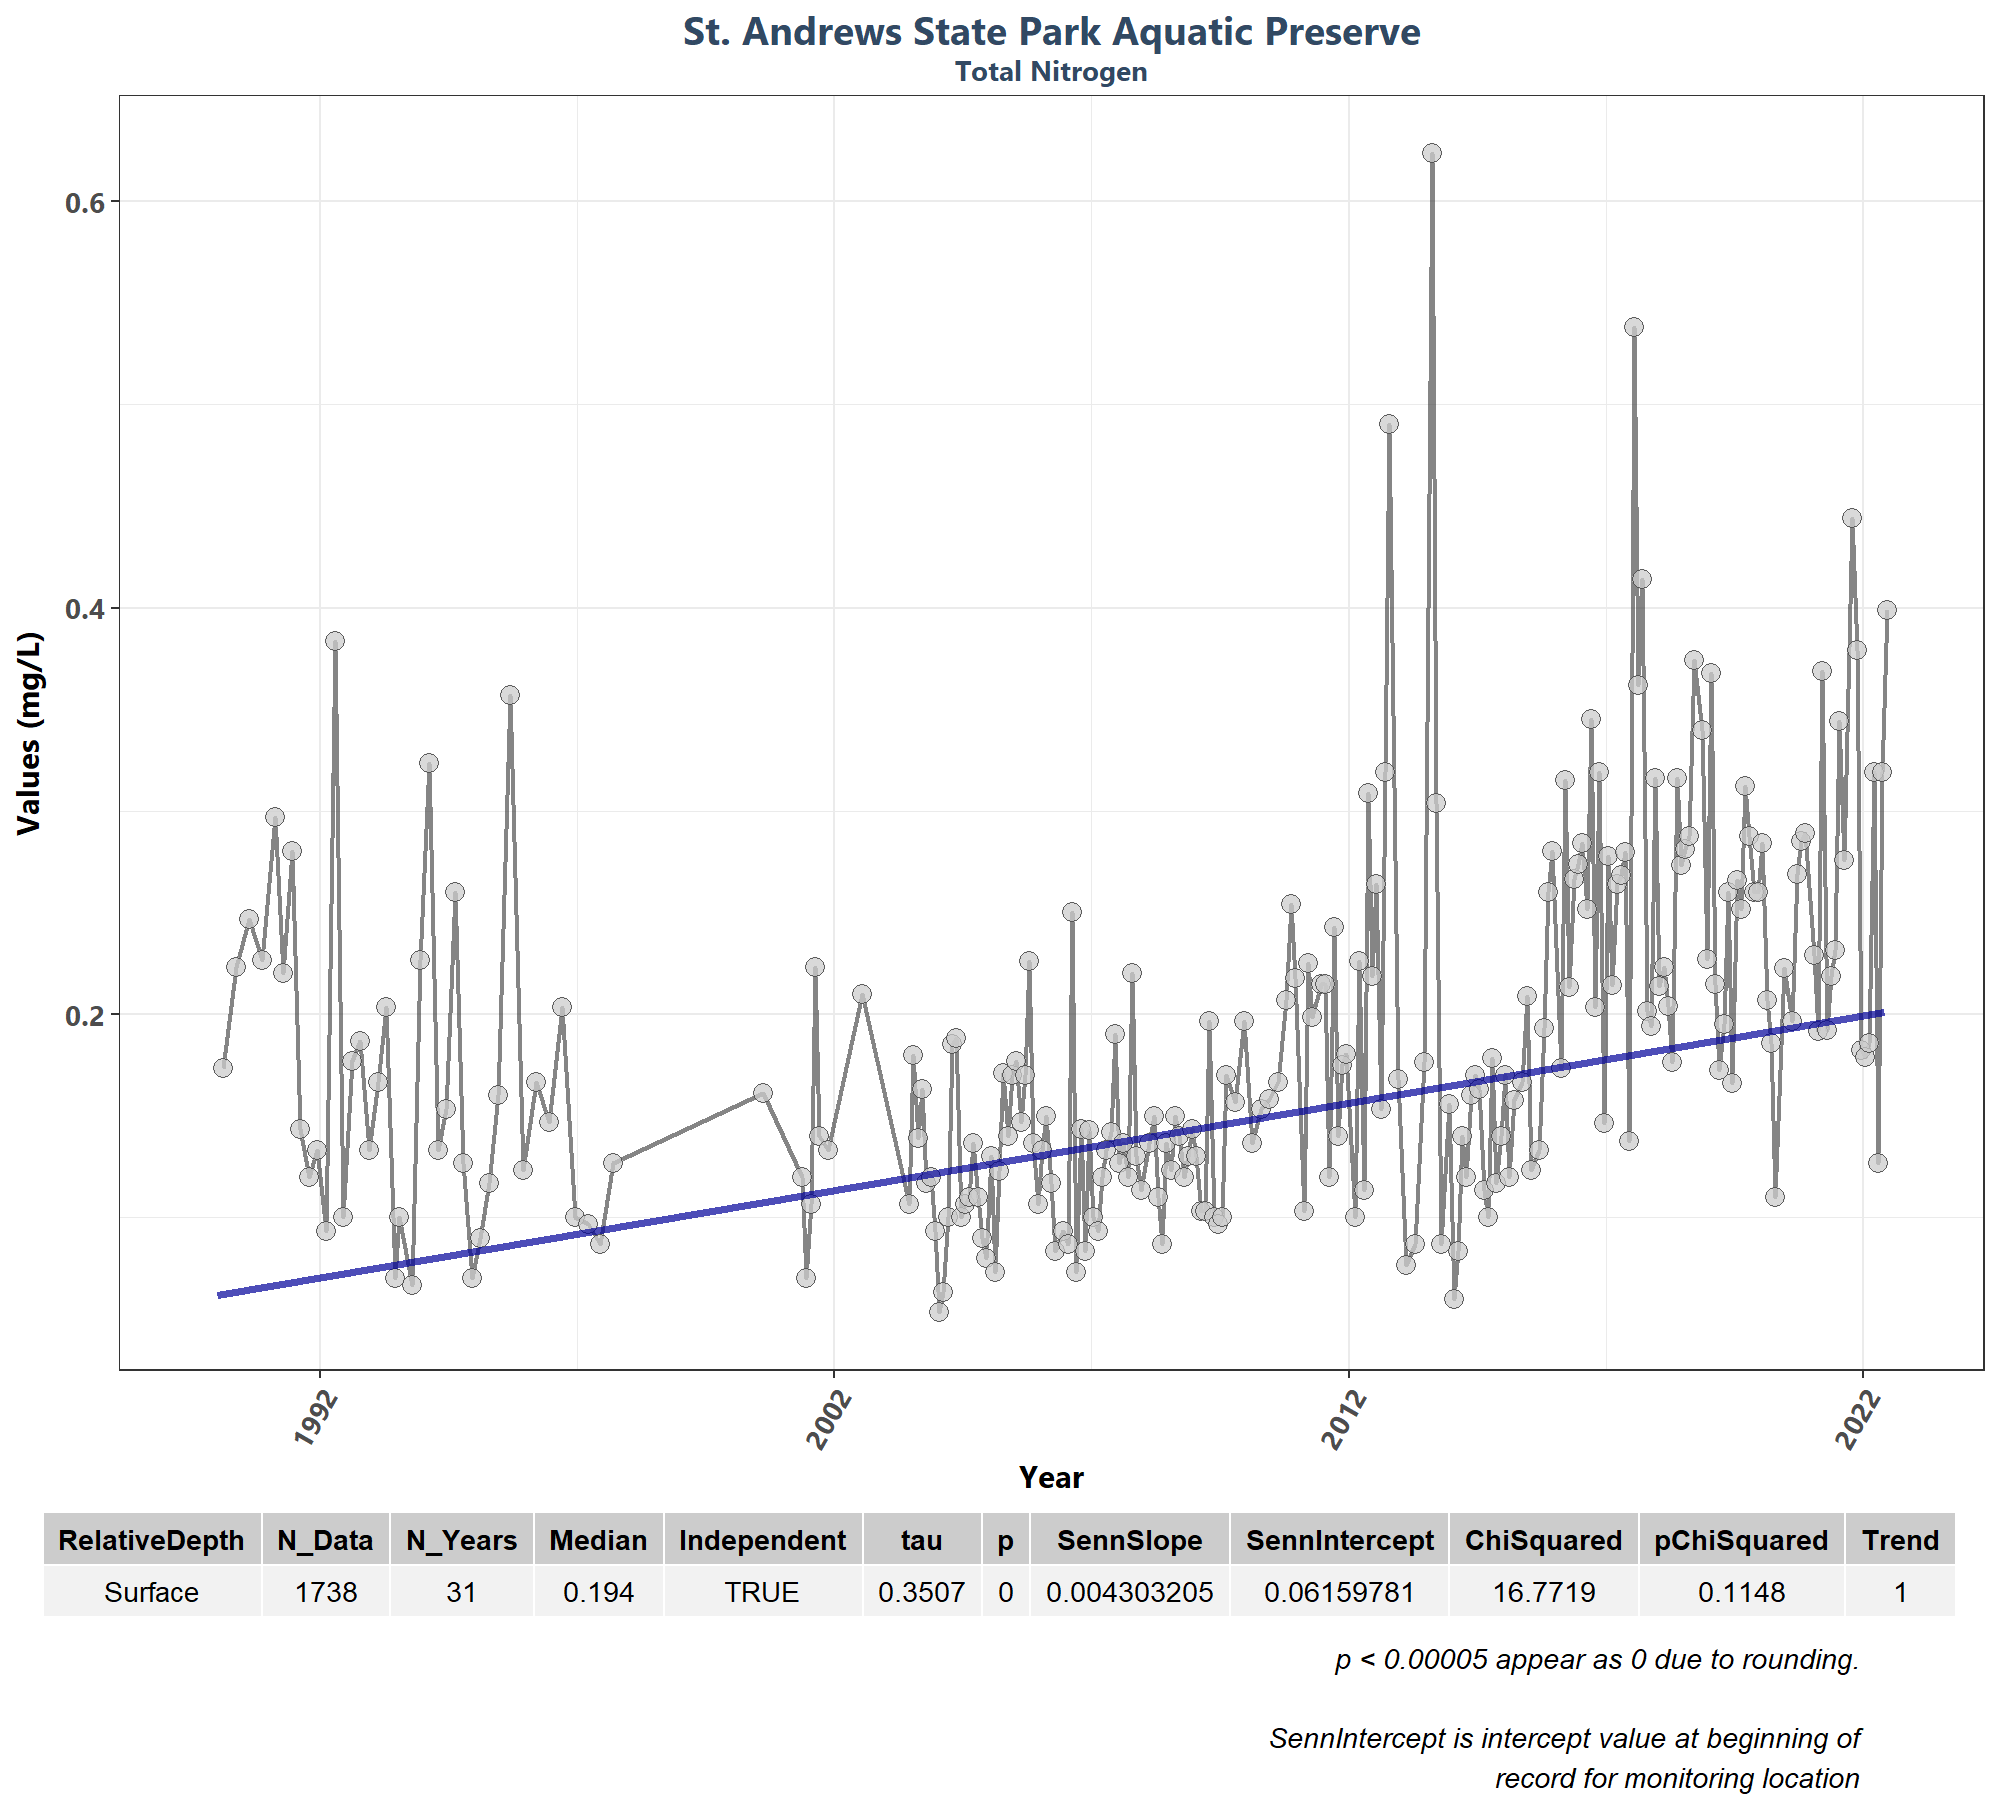 St. Andrews State Park Aquatic Preserve
Total Nitrogen
0.6
0.4
0.2
Values (mg/L)
1992
2002
2012
2022
Year
RelativeDepth N_Data N_Years Median Independent tau p SennSlope SennIntercept ChiSquared pChiSquared Trend
Surface 1738 31 0.194 TRUE 0.3507 0 0.004303205 0.06159781 16.7719 0.1148 1
p < 0.00005 appear as 0 due to rounding.
SennIntercept is intercept value at beginning of
record for monitoring location